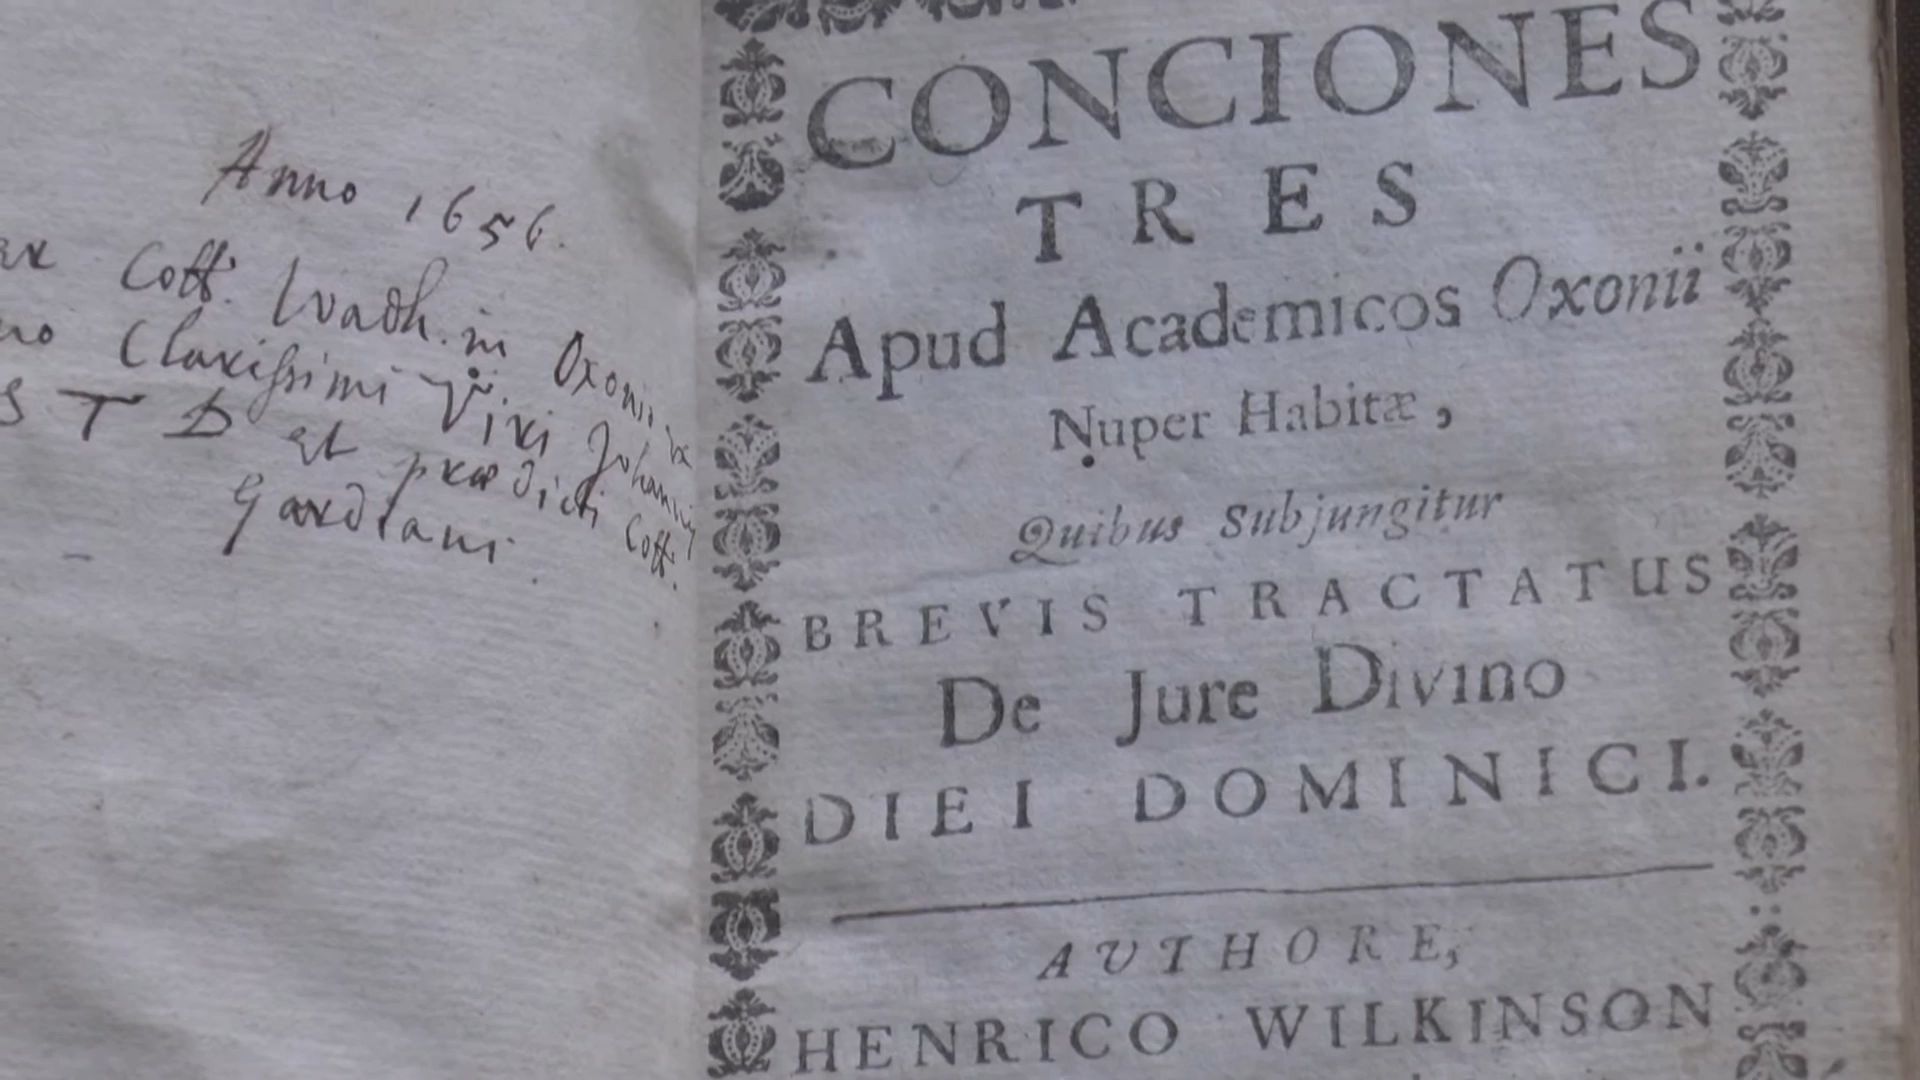 Anno 1656.
Coll. Wadh. in Oxonii ex
Clarissimi Viri Johannis
S T D et prædicti Coll.
Gardiani.
CONCIONES
TRES
Apud Academicos Oxonii
Nuper Habitæ,
Quibus Subjungitur
BREVIS TRACTATUS
De Jure Divino
DIEI DOMINICI.
AUTHORE,
HENRICO WILKINSON